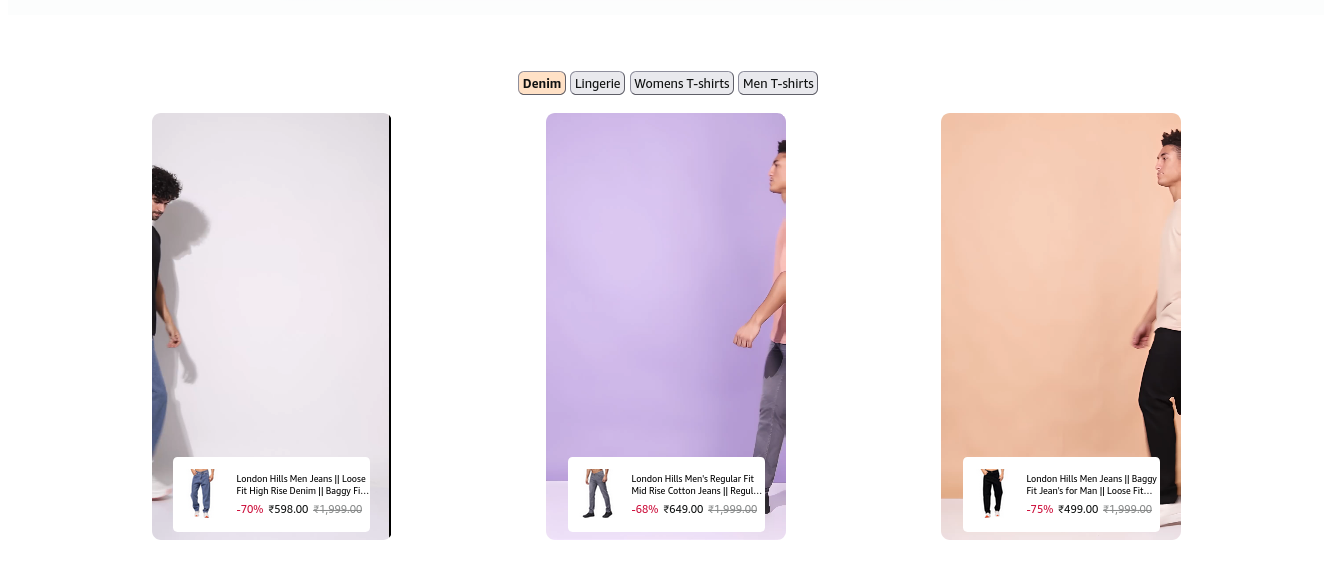 Denim
Lingerie
Womens T-shirts
Men T-shirts
London Hills Men Jeans || Loose
Fit High Rise Denim || Baggy Fi...
-70% ₹598.00 ₹1,999.00
London Hills Men's Regular Fit
Mid Rise Cotton Jeans || Regul...
-68% ₹649.00 ₹1,999.00
London Hills Men Jeans || Baggy
Fit Jean's for Man || Loose Fit...
-75% ₹499.00 ₹1,999.00